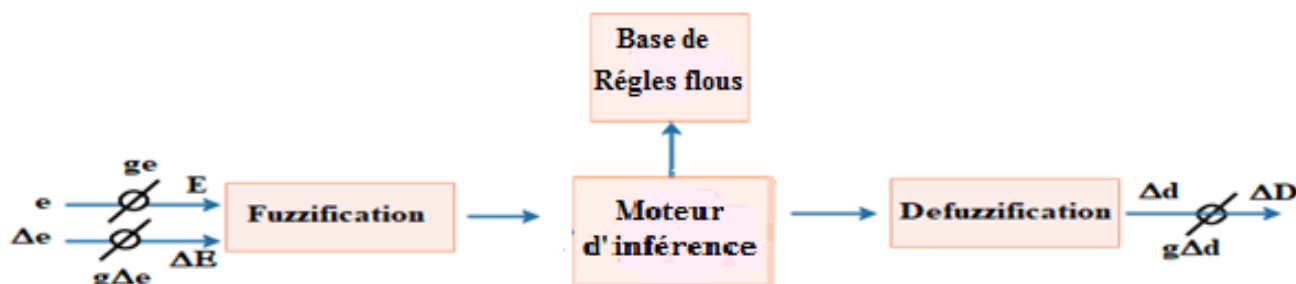 Base de
Régles flous
ge
E
e
Fuzzification
Δe
ΔE
gΔe
Moteur
d'inférence
Defuzzification
Δd
ΔD
gΔd